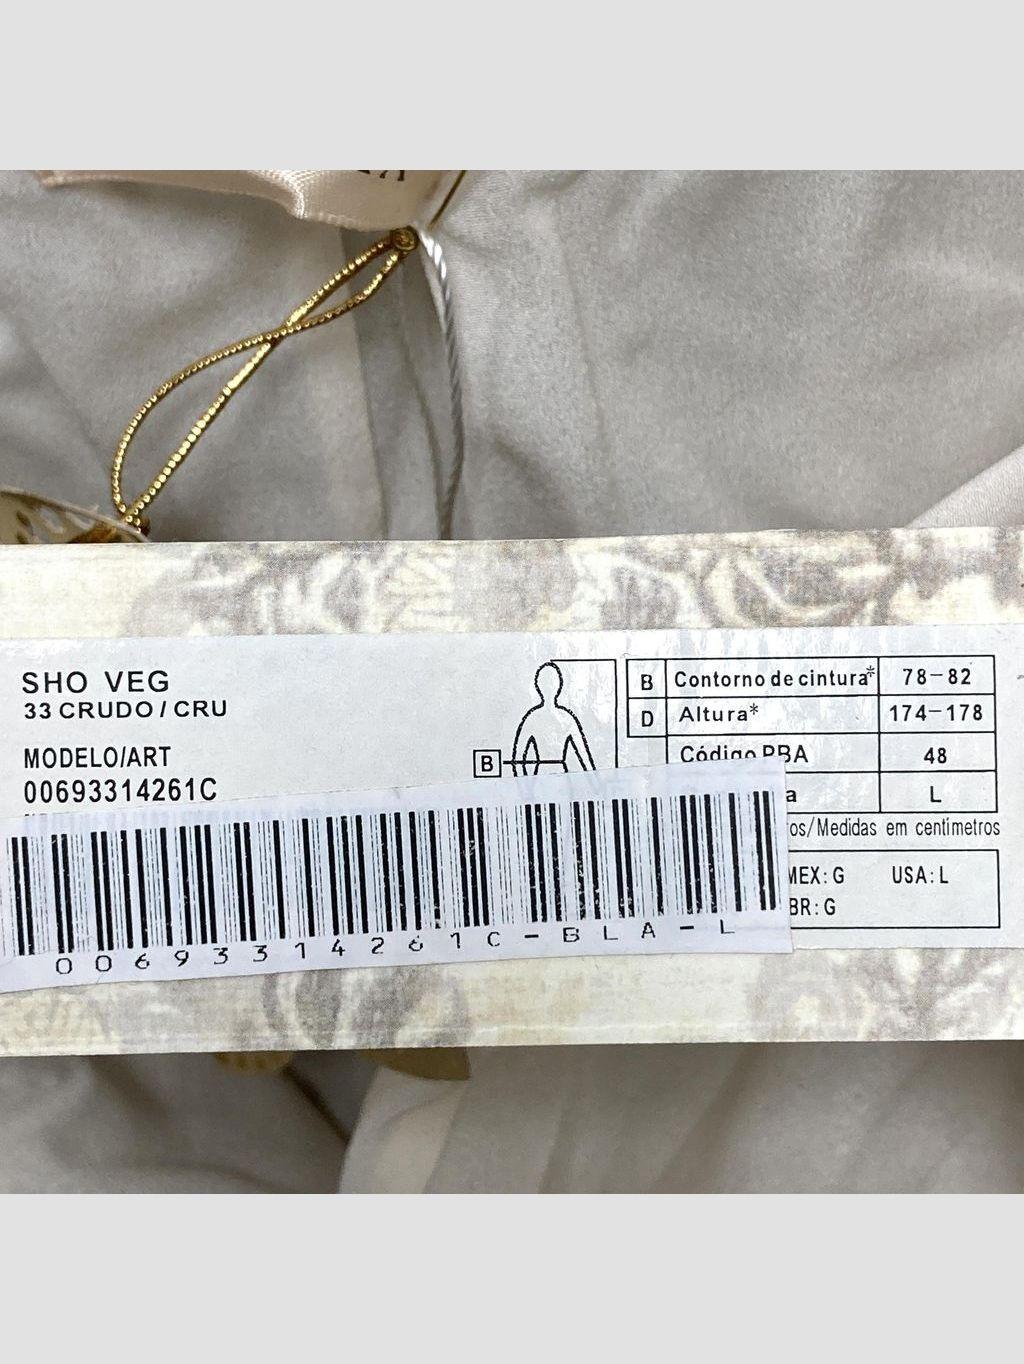 SHO VEG
33 CRUDO / CRU
MODELO/ART
00693314261C
B
B Contorno de cintura* 78-82
D Altura* 174-178
Código PBA 48
L
/Medidas em centímetros
MEX: G USA: L
BR: G
00693314261C-BLA-L